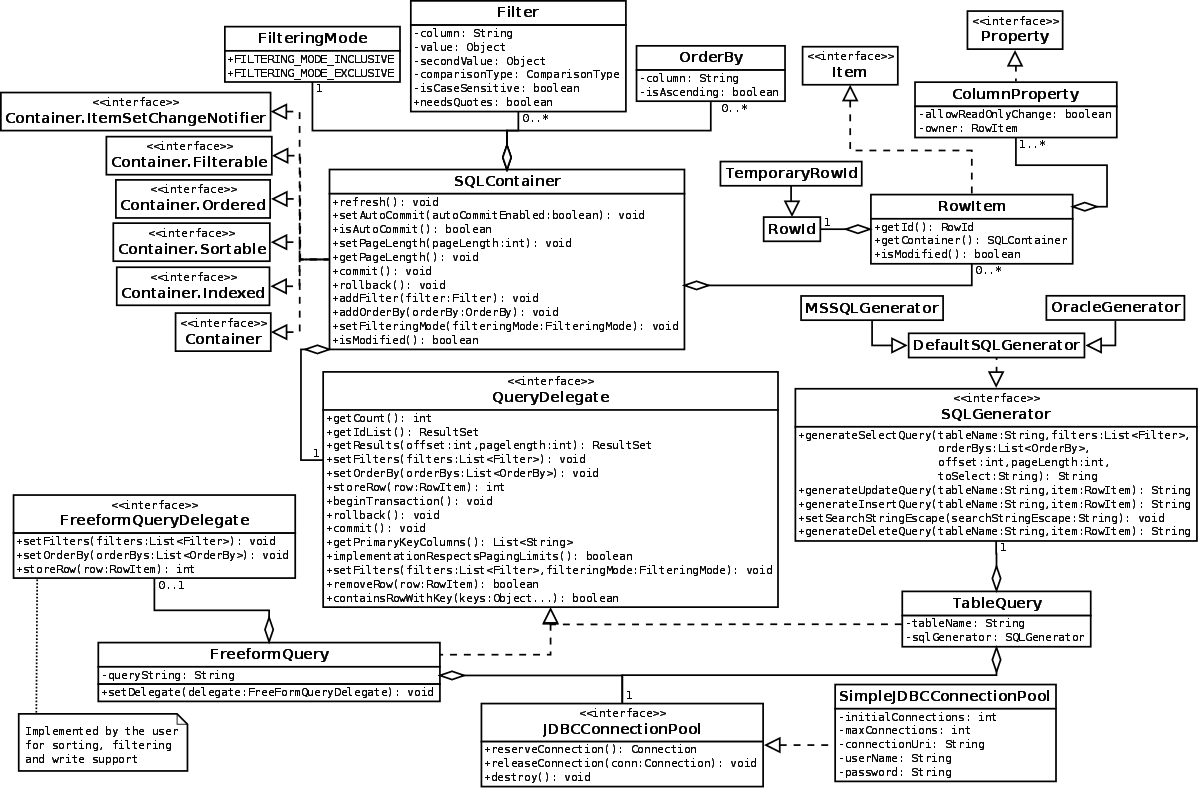 FilteringMode
+FILTERING_MODE_INCLUSIVE
+FILTERING_MODE_EXCLUSIVE
1
Filter
-column: String
-value: Object
-secondValue: Object
-comparisonType: ComparisonType
-isCaseSensitive: boolean
-needsQuotes: boolean
0..*
OrderBy
-column: String
-isAscending: boolean
0..*
<<interface>>
Item
<<interface>>
Property
ColumnProperty
-allowReadOnlyChange: boolean
-owner: RowItem
1..*
<<interface>>
Container.ItemSetChangeNotifier
<<interface>>
Container.Filterable
<<interface>>
Container.Ordered
<<interface>>
Container.Sortable
<<interface>>
Container.Indexed
<<interface>>
Container
SQLContainer
+refresh(): void
+setAutoCommit(autoCommitEnabled:boolean): void
+isAutoCommit(): boolean
+setPageLength(pageLength:int): void
+getPageLength(): void
+commit(): void
+rollback(): void
+addFilter(filter:Filter): void
+addOrderBy(orderBy:OrderBy): void
+setFilteringMode(filteringMode:FilteringMode): void
+isModified(): boolean
TemporaryRowId
RowId
1
RowItem
+getId(): RowId
+getContainer(): SQLContainer
+isModified(): boolean
0..*
MSSQLGenerator
OracleGenerator
DefaultSQLGenerator
<<interface>>
SQLGenerator
+generateSelectQuery(tableName:String,filters:List<Filter>,
orderBys:List<OrderBy>,
offset:int,pageLength:int,
toSelect:String): String
+generateUpdateQuery(tableName:String,item:RowItem): String
+generateInsertQuery(tableName:String,item:RowItem): String
+setSearchStringEscape(searchStringEscape:String): void
+generateDeleteQuery(tableName:String,item:RowItem): String
1
<<interface>>
QueryDelegate
+getCount(): int
+getIdList(): ResultSet
+getResults(offset:int,pagelength:int): ResultSet
+setFilters(filters:List<Filter>): void
+setOrderBy(orderBys:List<OrderBy>): void
+storeRow(row:RowItem): int
+beginTransaction(): void
+rollback(): void
+commit(): void
+getPrimaryKeyColumns(): List<String>
+implementationRespectsPagingLimits(): boolean
+setFilters(filters:List<Filter>,filteringMode:FilteringMode): void
+removeRow(row:RowItem): boolean
+containsRowWithKey(keys:Object...): boolean
1
<<interface>>
FreeformQueryDelegate
+setFilters(filters:List<Filter>): void
+setOrderBy(orderBys:List<OrderBy>): void
+storeRow(row:RowItem): int
0..1
TableQuery
-tableName: String
-sqlGenerator: SQLGenerator
FreeformQuery
-queryString: String
+setDelegate(delegate:FreeFormQueryDelegate): void
Implemented by the user
for sorting, filtering
and write support
1
<<interface>>
JDBCConnectionPool
+reserveConnection(): Connection
+releaseConnection(conn:Connection): void
+destroy(): void
SimpleJDBCConnectionPool
-initialConnections: int
-maxConnections: int
-connectionUri: String
-userName: String
-password: String